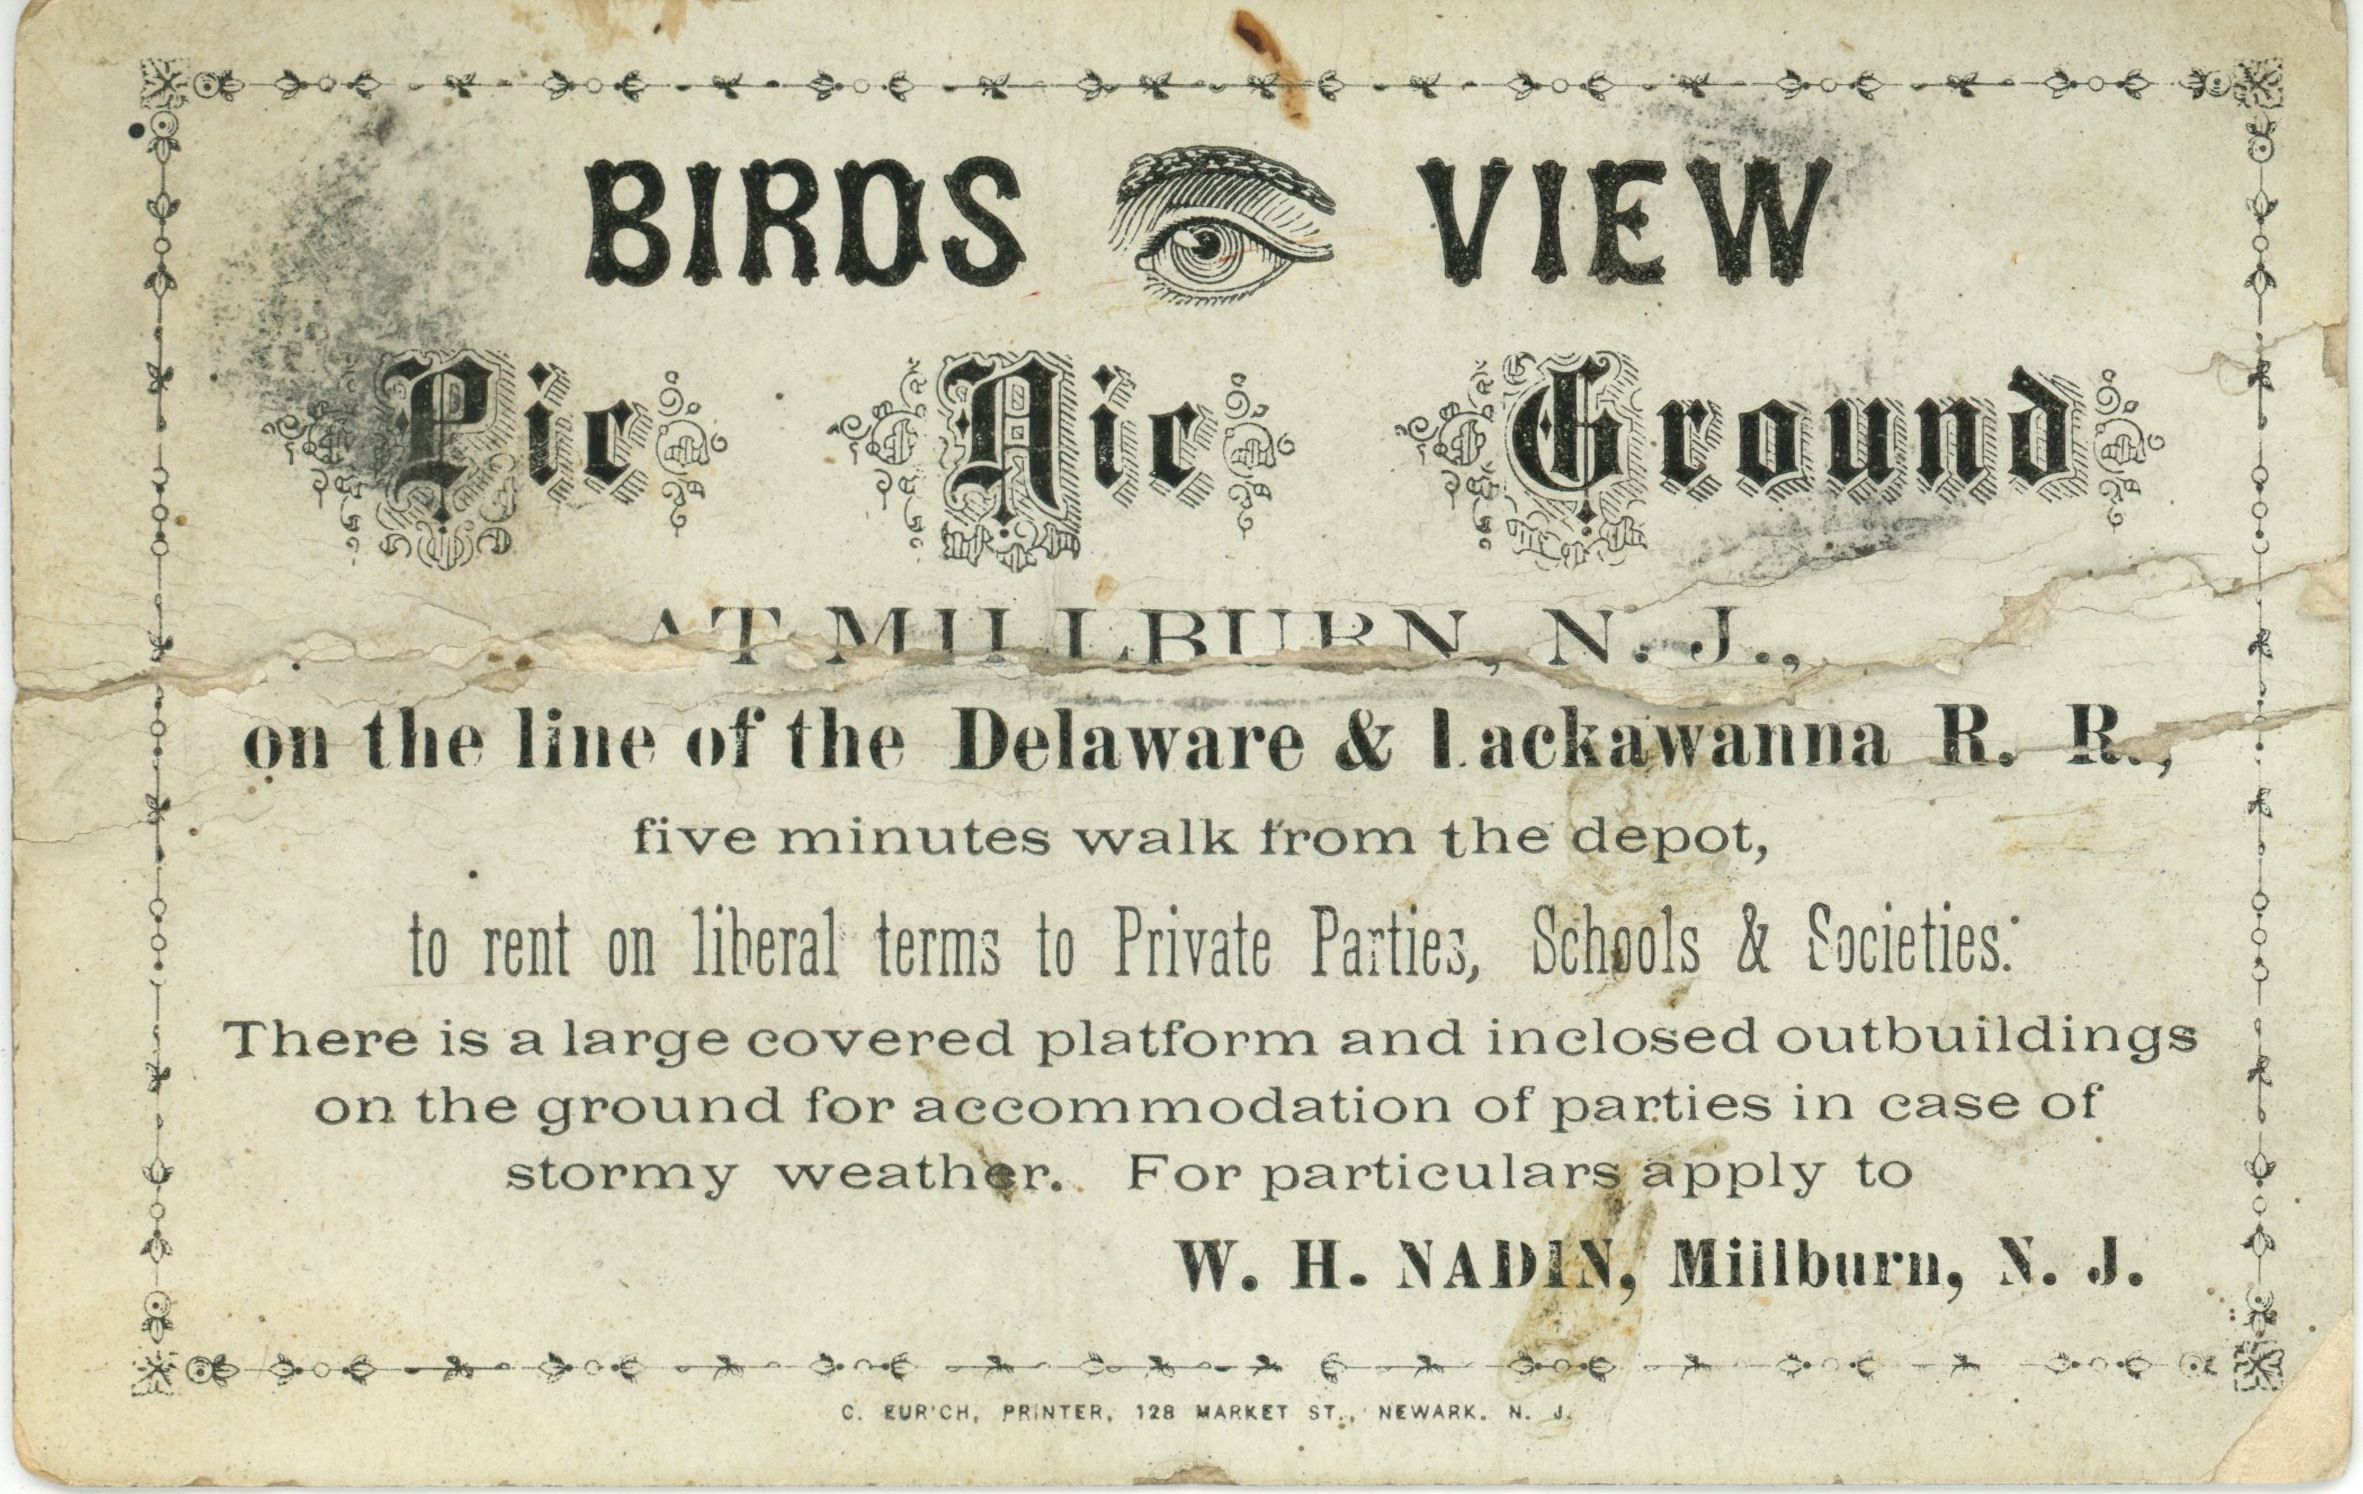 BIRDS VIEW
Pic Nic Ground
AT MILLBURN, N. J.,
on the line of the Delaware & Lackawanna R. R.,
five minutes walk from the depot,
to rent on liberal terms to Private Parties, Schools & Societies.
There is a large covered platform and inclosed outbuildings
on the ground for accommodation of parties in case of
stormy weather. For particulars apply to
W. H. NADIN, Millburn, N. J.
C. EURICH, PRINTER, 128 MARKET ST., NEWARK. N. J.